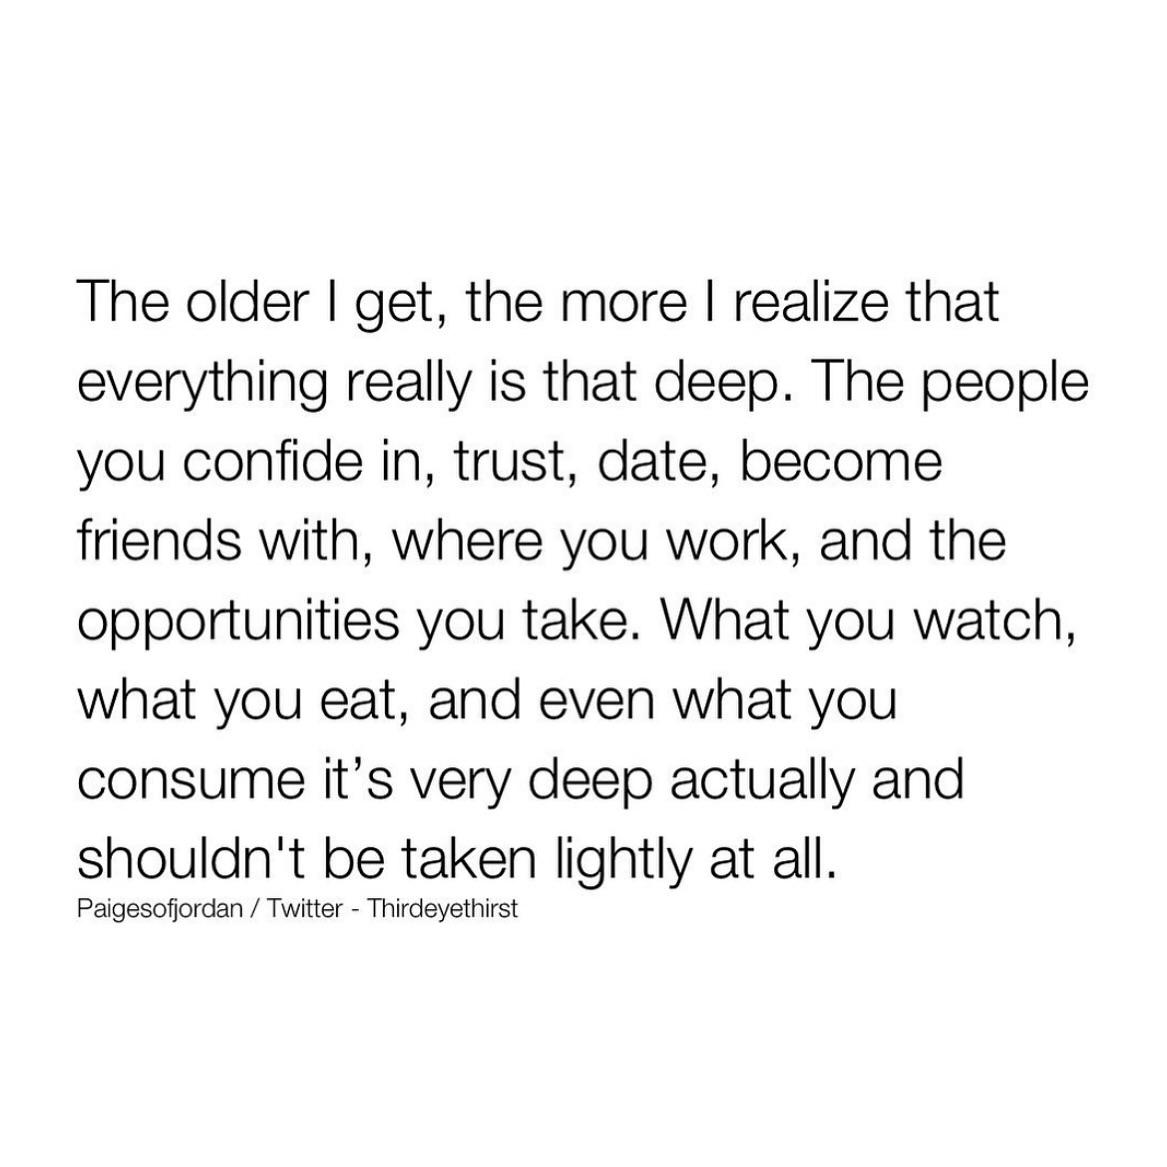 The older I get, the more I realize that
everything really is that deep. The people
you confide in, trust, date, become
friends with, where you work, and the
opportunities you take. What you watch,
what you eat, and even what you
consume it’s very deep actually and
shouldn't be taken lightly at all.
Paigesofjordan / Twitter - Thirdeyethirst